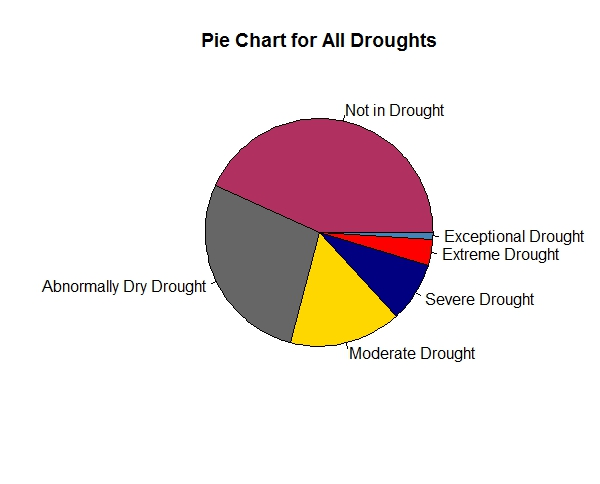 Pie Chart for All Droughts
Not in Drought
Exceptional Drought
Extreme Drought
Abnormally Dry Drought
Severe Drought
Moderate Drought